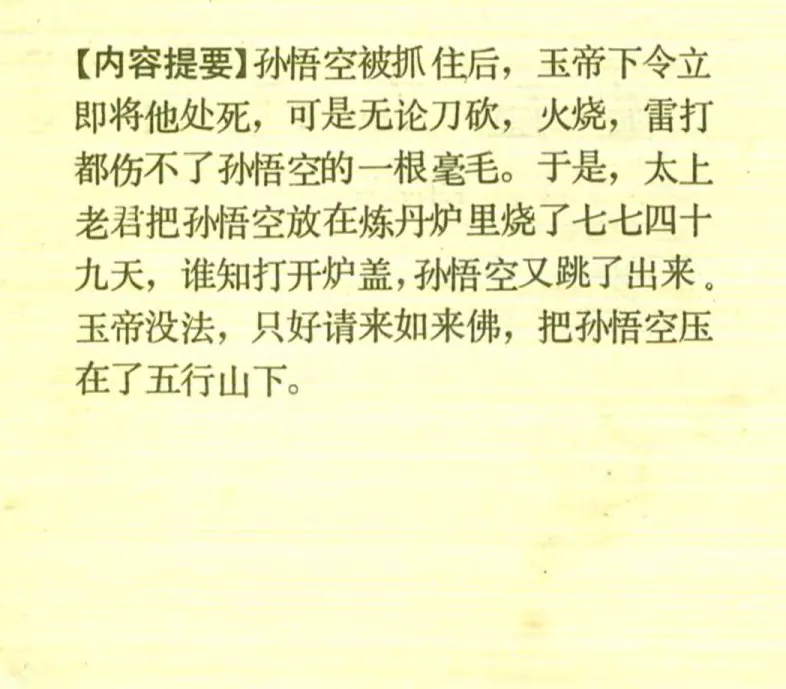 【内容提要】孙悟空被抓住后，玉帝下令立
即将他处死，可是无论刀砍，火烧，雷打
都伤不了孙悟空的一根毫毛。于是，太上
老君把孙悟空放在炼丹炉里烧了七七四十
九天，谁知打开炉盖，孙悟空又跳了出来。
玉帝没法，只好请来如来佛，把孙悟空压
在了五行山下。